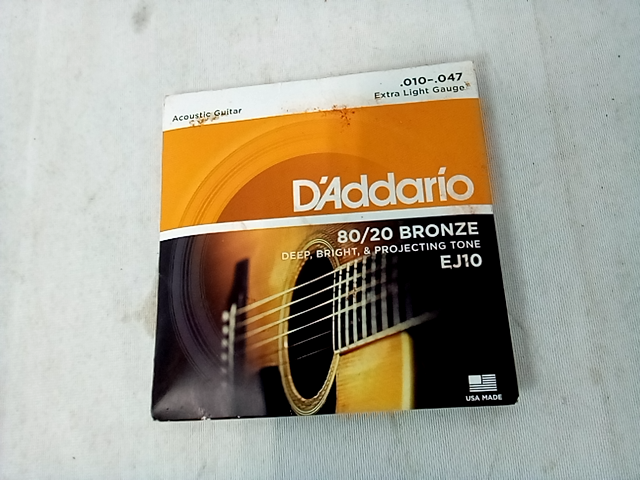 .010-.047
Extra Light Gauge
Acoustic Guitar
D'Addario
80/20 BRONZE
DEEP, BRIGHT, & PROJECTING TONE
EJ10
USA MADE